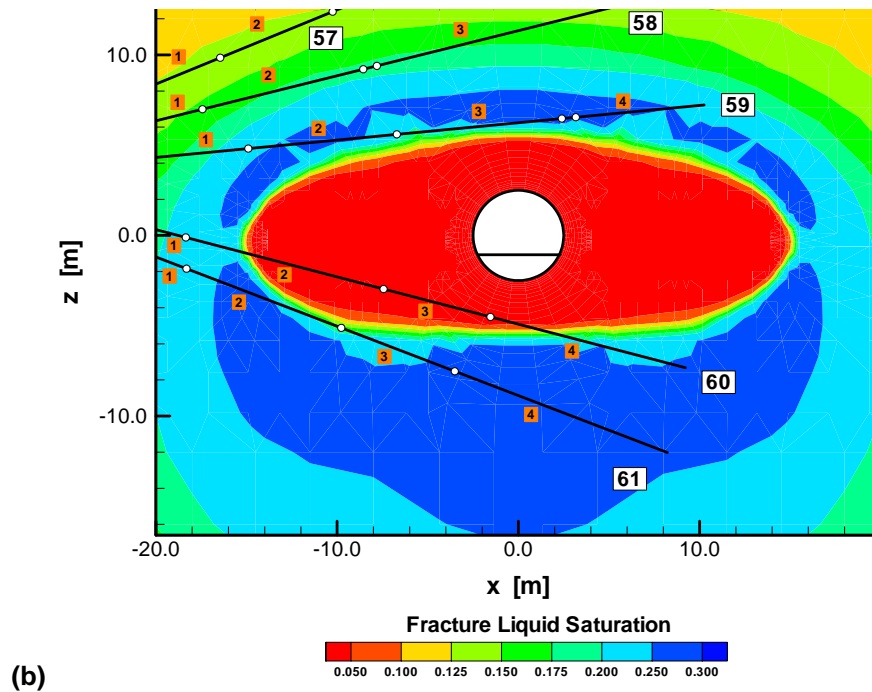 2 57 3 58
10.0 1 2
1 2 3 4 59
1 2
z [m] 0.0
1 1 2 2 3
3 4 60
-10.0 4
61
-20.0 -10.0 0.0 10.0
x [m]
Fracture Liquid Saturation
0.050 0.100 0.125 0.150 0.175 0.200 0.250 0.300
(b)